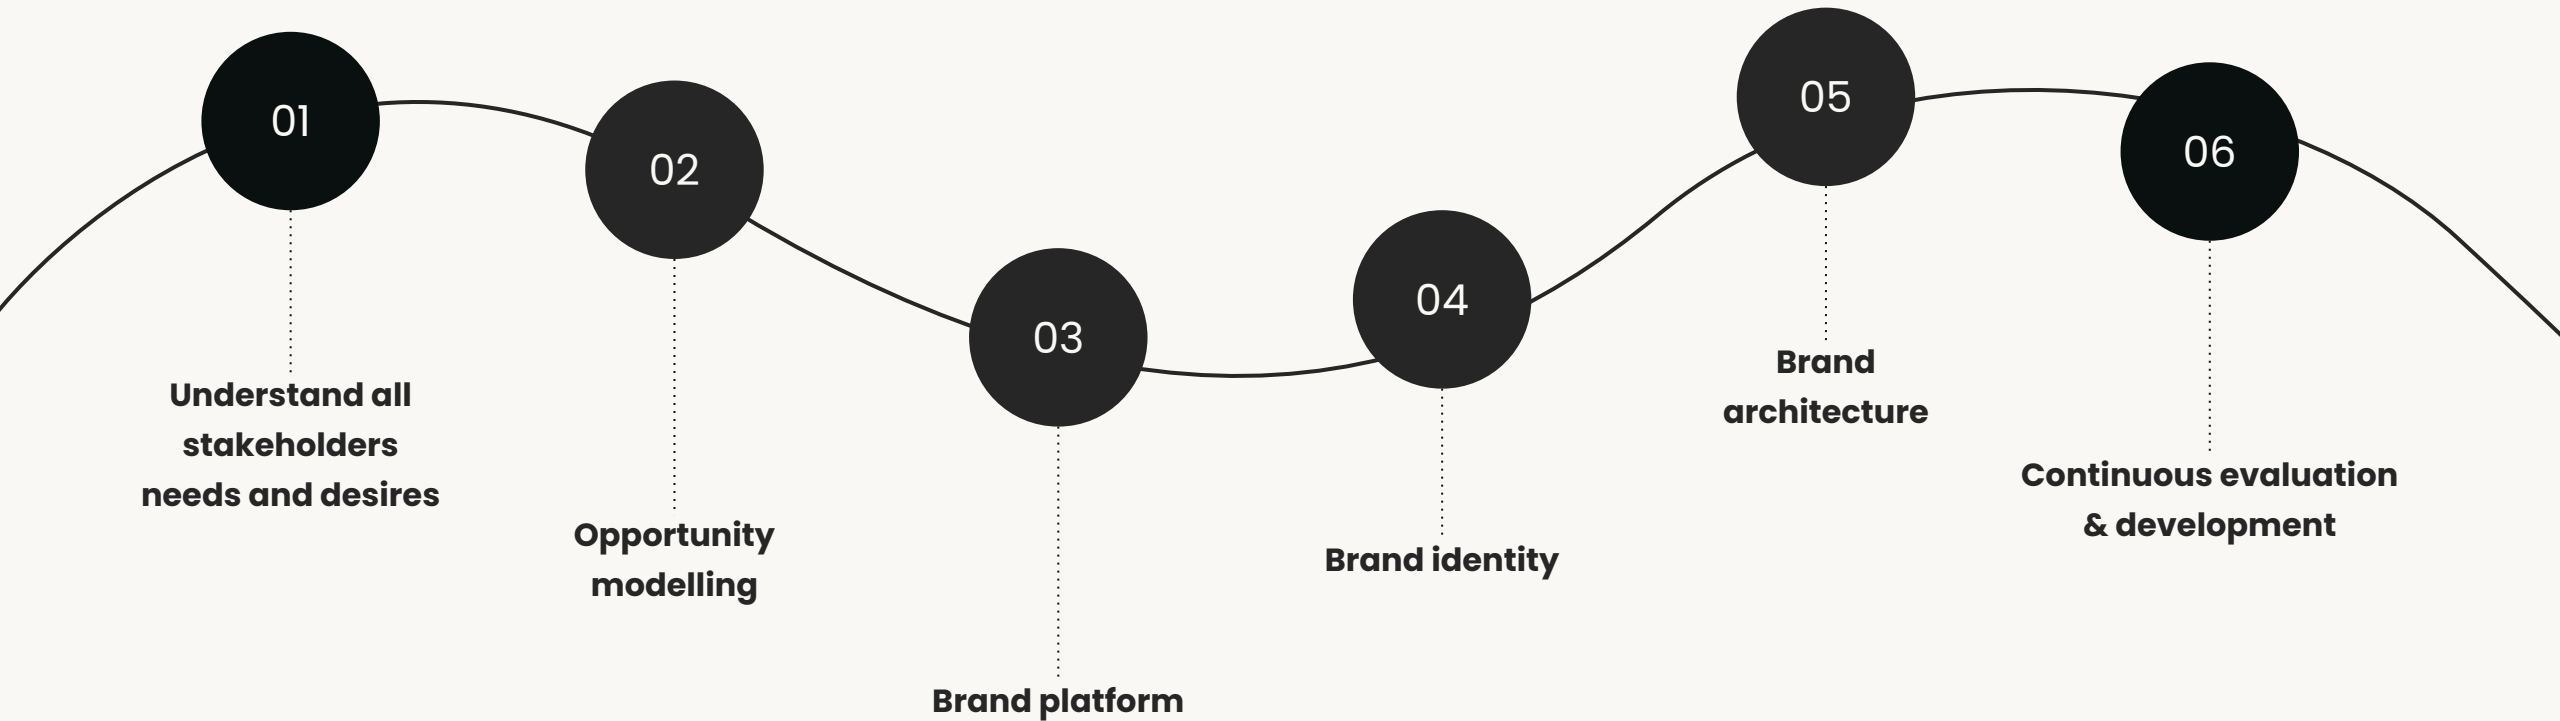 01
Understand all
stakeholders
needs and desires
02
Opportunity
modelling
03
Brand platform
04
Brand identity
05
Brand
architecture
06
Continuous evaluation
& development